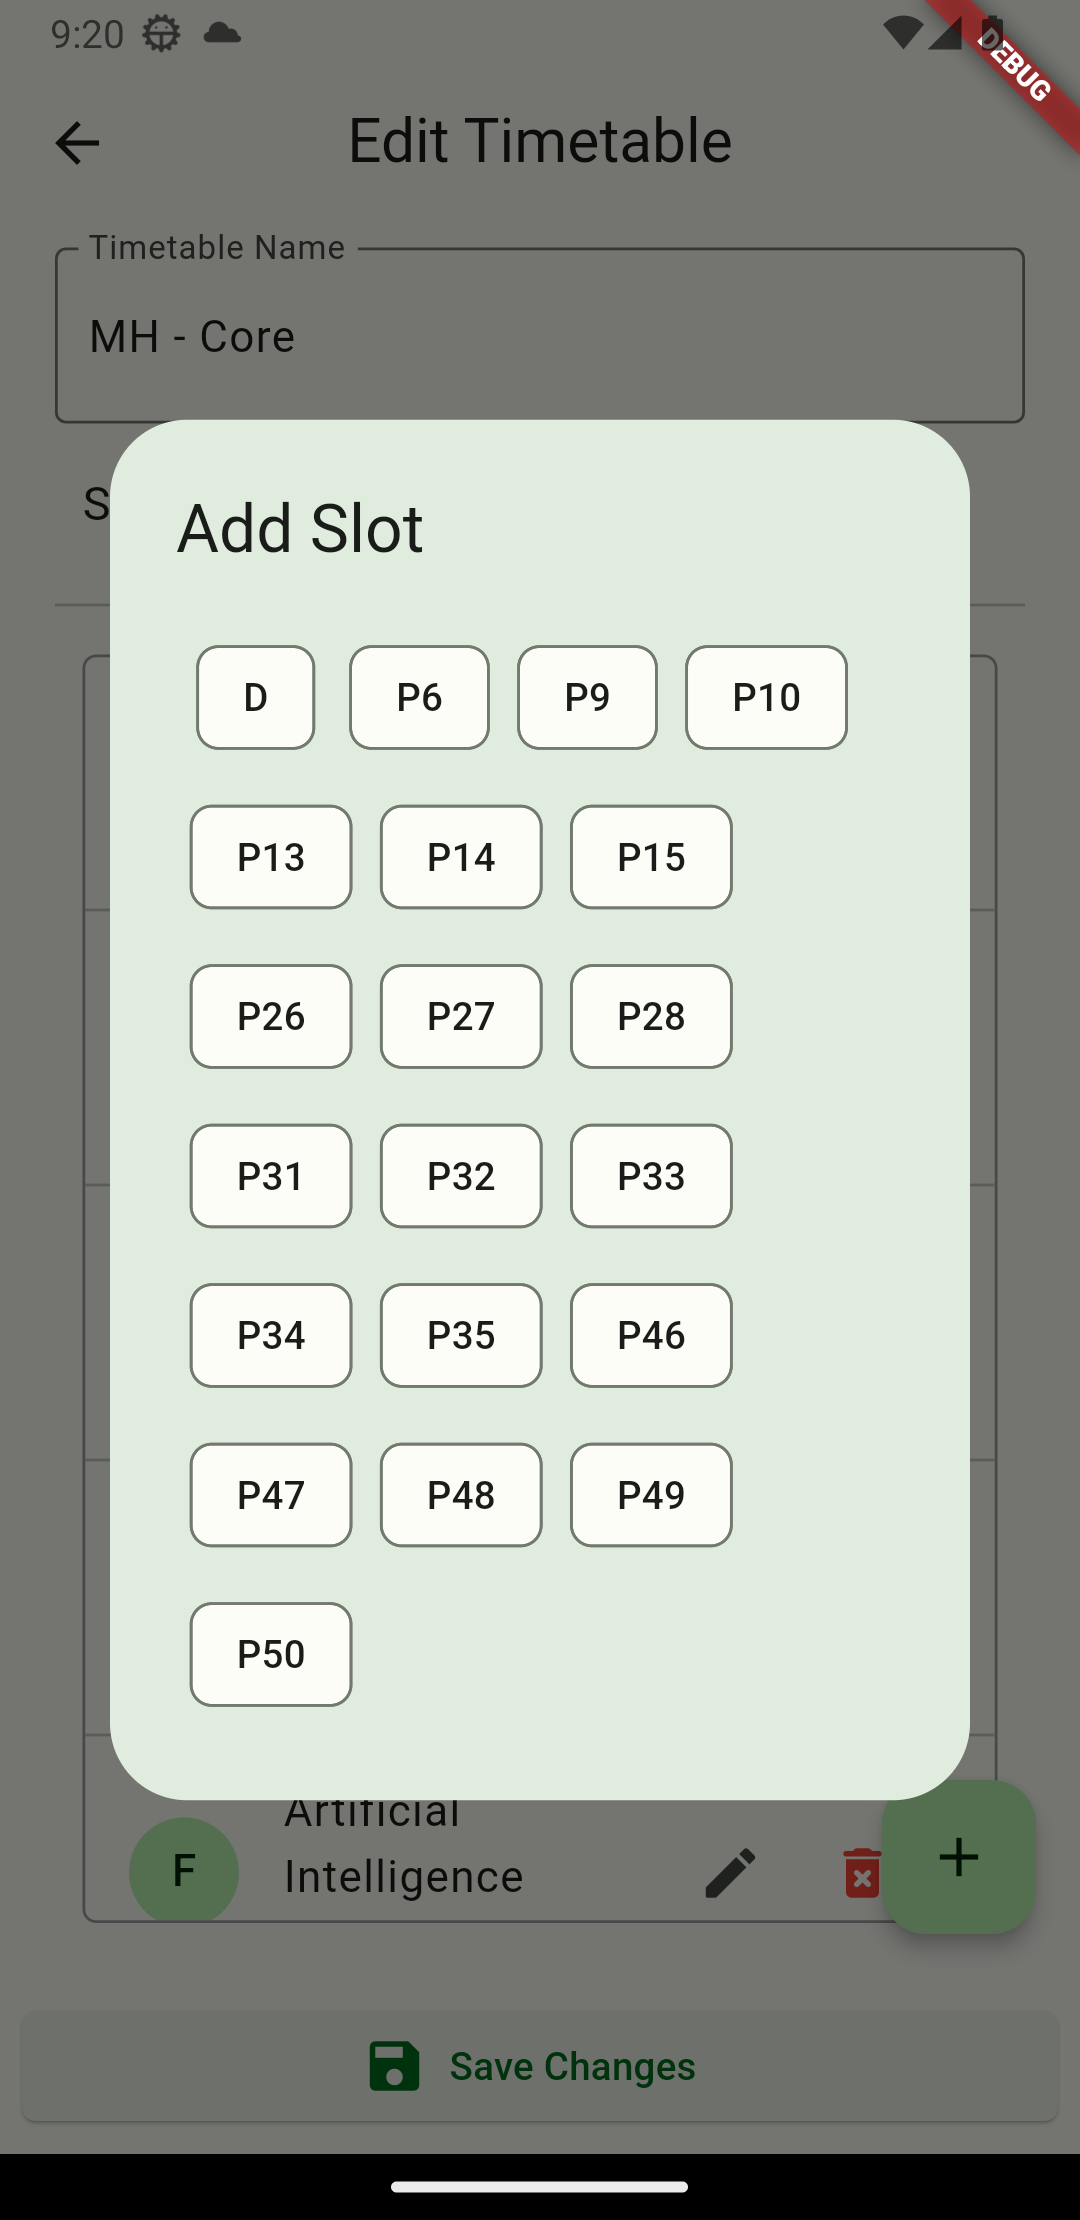 9:20
DEBUG
Edit Timetable
Timetable Name
MH - Core
S
Add Slot
D P6 P9 P10
P13 P14 P15
P26 P27 P28
P31 P32 P33
P34 P35 P46
P47 P48 P49
P50
Artificial
F Intelligence
Save Changes